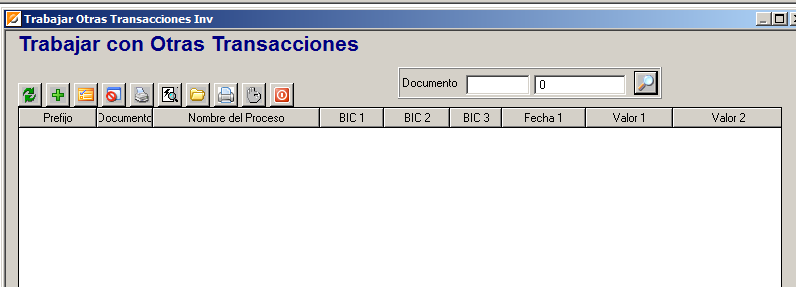 Trabajar Otras Transacciones Inv
Trabajar con Otras Transacciones
Documento 0
Prefijo Documento Nombre del Proceso BIC 1 BIC 2 BIC 3 Fecha 1 Valor 1 Valor 2